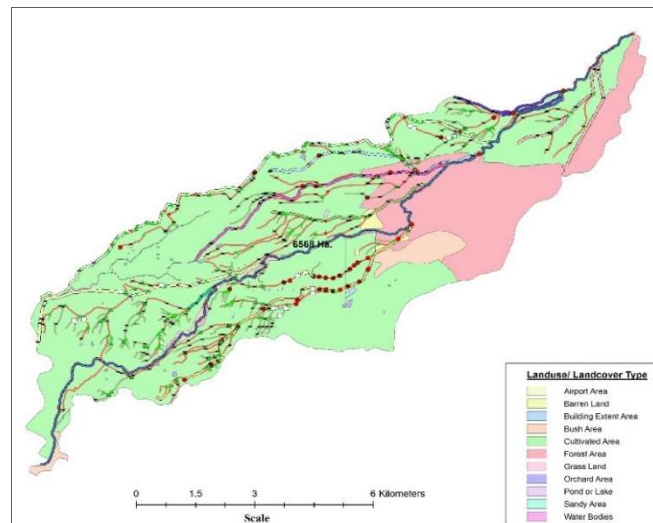 6568 Ha.
Landuse/ Landcover Type
Airport Area
Barren Land
Building Extent Area
Bush Area
Cultivated Area
Forest Area
Grass Land
Orchard Area
Pond or Lake
Sandy Area
Water Bodies
0 1.5 3 6 Kilometers
Scale